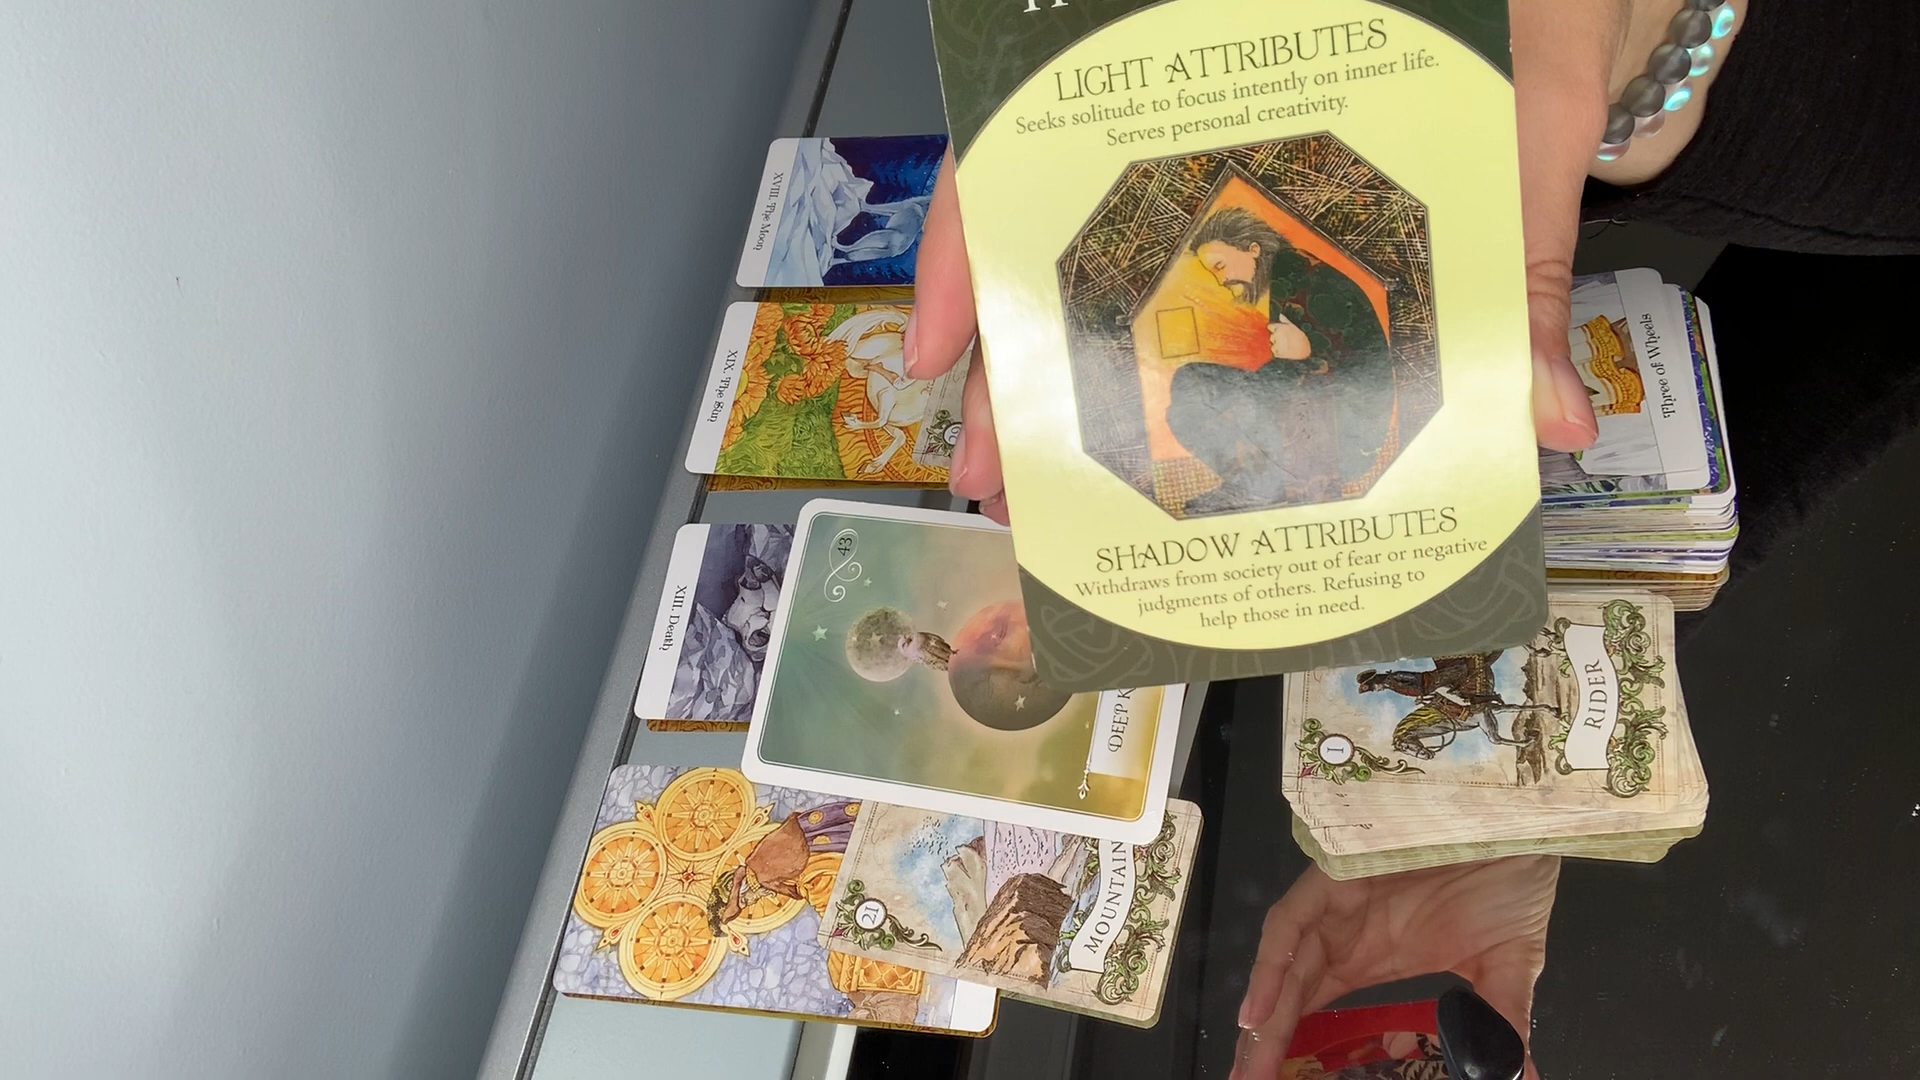 LIGHT ATTRIBUTES
Seeks solitude to focus intently on inner life.
Serves personal creativity.
SHADOW ATTRIBUTES
Withdraws from society out of fear or negative
judgments of others. Refusing to
help those in need.
XVIII. The Moon
XIX. The Sun
XIII. Death
43
DEEP
21
MOUNTAIN
Three of Wheels
1
RIDER